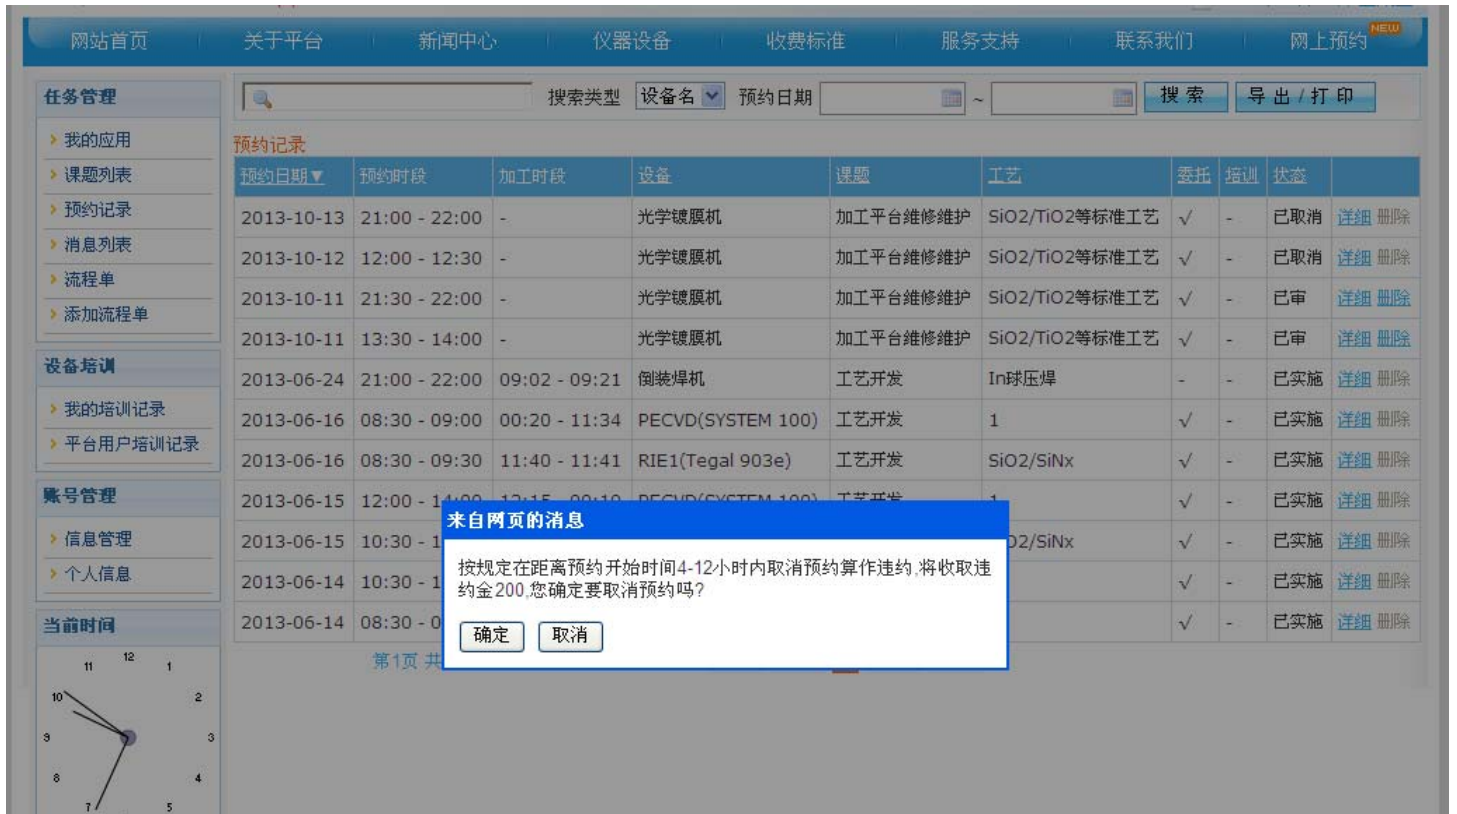 网站首页 关于平台 新闻中心 仪器设备 收费标准 服务支持 联系我们 网上预约 NEW
任务管理
我的应用
课题列表
预约记录
消息列表
流程单
添加流程单
设备培训
我的培训记录
平台用户培训记录
账号管理
信息管理
个人信息
当前时间
11 12 1
10 2
9 3
8 4
7 5
搜索类型 设备名 预约日期 ~ 搜 索 导 出 / 打 印
预约记录
预约日期▼ 预约时段 加工时段 设备 课题 工艺 委托 培训 状态
2013-10-13 21:00 - 22:00 - 光学镀膜机 加工平台维修维护 SiO2/TiO2等标准工艺 √ - 已取消 详细 删除
2013-10-12 12:00 - 12:30 - 光学镀膜机 加工平台维修维护 SiO2/TiO2等标准工艺 √ - 已取消 详细 删除
2013-10-11 21:30 - 22:00 - 光学镀膜机 加工平台维修维护 SiO2/TiO2等标准工艺 √ - 已审 详细 删除
2013-10-11 13:30 - 14:00 - 光学镀膜机 加工平台维修维护 SiO2/TiO2等标准工艺 √ - 已审 详细 删除
2013-06-24 21:00 - 22:00 09:02 - 09:21 倒装焊机 工艺开发 In球压焊 - - 已实施 详细 删除
2013-06-16 08:30 - 09:00 00:20 - 11:34 PECVD(SYSTEM 100) 工艺开发 1 √ - 已实施 详细 删除
2013-06-16 08:30 - 09:30 11:40 - 11:41 RIE1(Tegal 903e) 工艺开发 SiO2/SiNx √ - 已实施 详细 删除
2013-06-15 12:00 - 14:00 PECVD(SYSTEM 100) 工艺开发 √ - 已实施 详细 删除
2013-06-15 10:30 - 1 O2/SiNx √ - 已实施 详细 删除
2013-06-14 10:30 - 1 √ - 已实施 详细 删除
2013-06-14 08:30 - 0 √ - 已实施 详细 删除
第1页 共
来自网页的消息
按规定在距离预约开始时间4-12小时内取消预约算作违约,将收取违
约金200,您确定要取消预约吗?
确定 取消